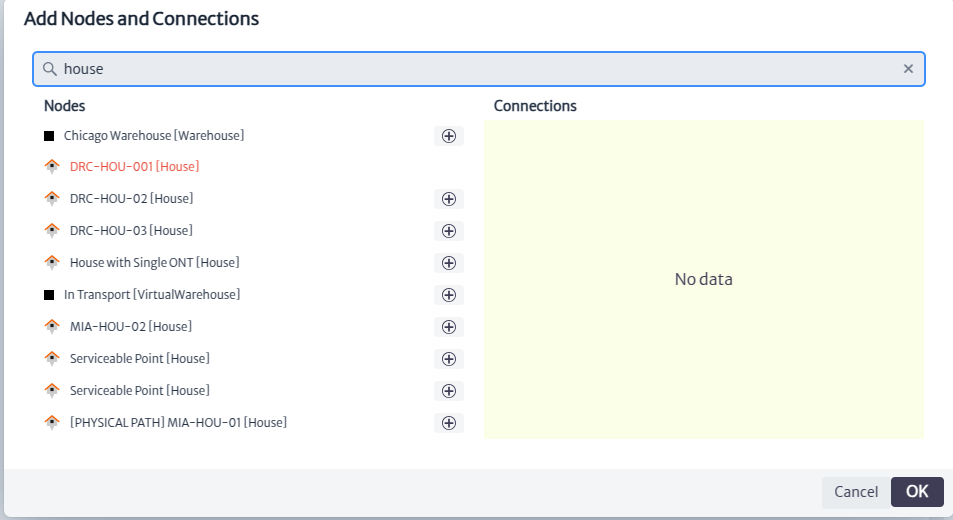 Add Nodes and Connections
house
Nodes
Connections
Chicago Warehouse [Warehouse]
DRC-HOU-001 [House]
DRC-HOU-02 [House]
DRC-HOU-03 [House]
House with Single ONT [House]
In Transport [VirtualWarehouse]
MIA-HOU-02 [House]
Serviceable Point [House]
Serviceable Point [House]
[PHYSICAL PATH] MIA-HOU-01 [House]
No data
Cancel
OK